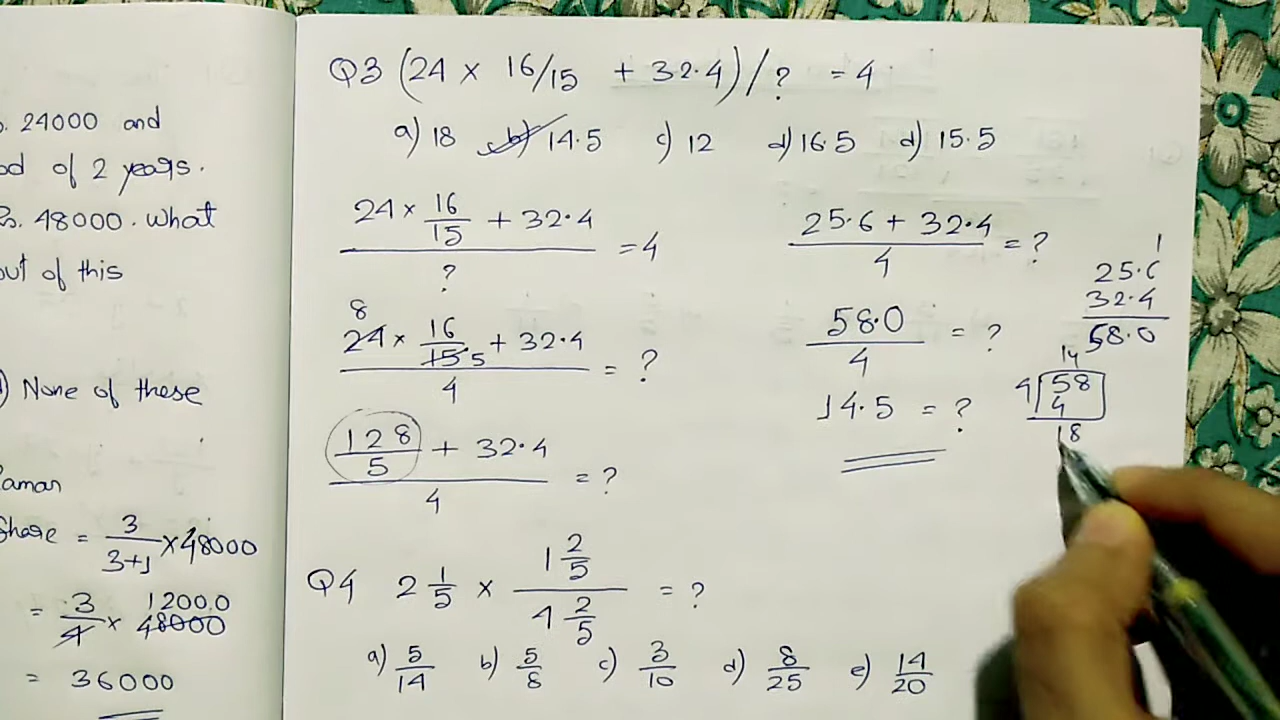 s. 24000 and
od of 2 years.
Rs. 48000. what
out of this
) None of these
Raman
Share = 3/(3+1) × 48000
= 3/4 × 48000 12000
= 36000
Q3 (24 × 16/15 + 32.4) / ? = 4
a) 18 b) 14.5 c) 12 d) 16.5 d) 15.5
(24 × 16/15 + 32.4) / ? = 4
8
(24 × 16/15 5 + 32.4) / 4 = ?
(128/5 + 32.4) / 4 = ?
(25.6 + 32.4) / 4 = ?
58.0 / 4 = ?
14.5 = ?
1
25.6
32.4
58.0
14
4 58
4
18
Q4 2 1/5 × (1 2/5) / (4 2/5) = ?
a) 5/14 b) 5/8 c) 3/10 d) 8/25 e) 14/20